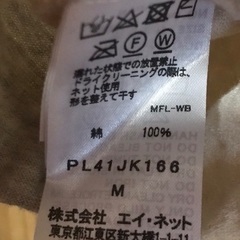 濡れた状態での放置禁止
ドライクリーニングの際は、
ネット使用
形を整えて干す
MFL-WB
綿 100%
PL41JK166
M
株式会社 エイ・ネット
東京都江東区新大橋1-1-11